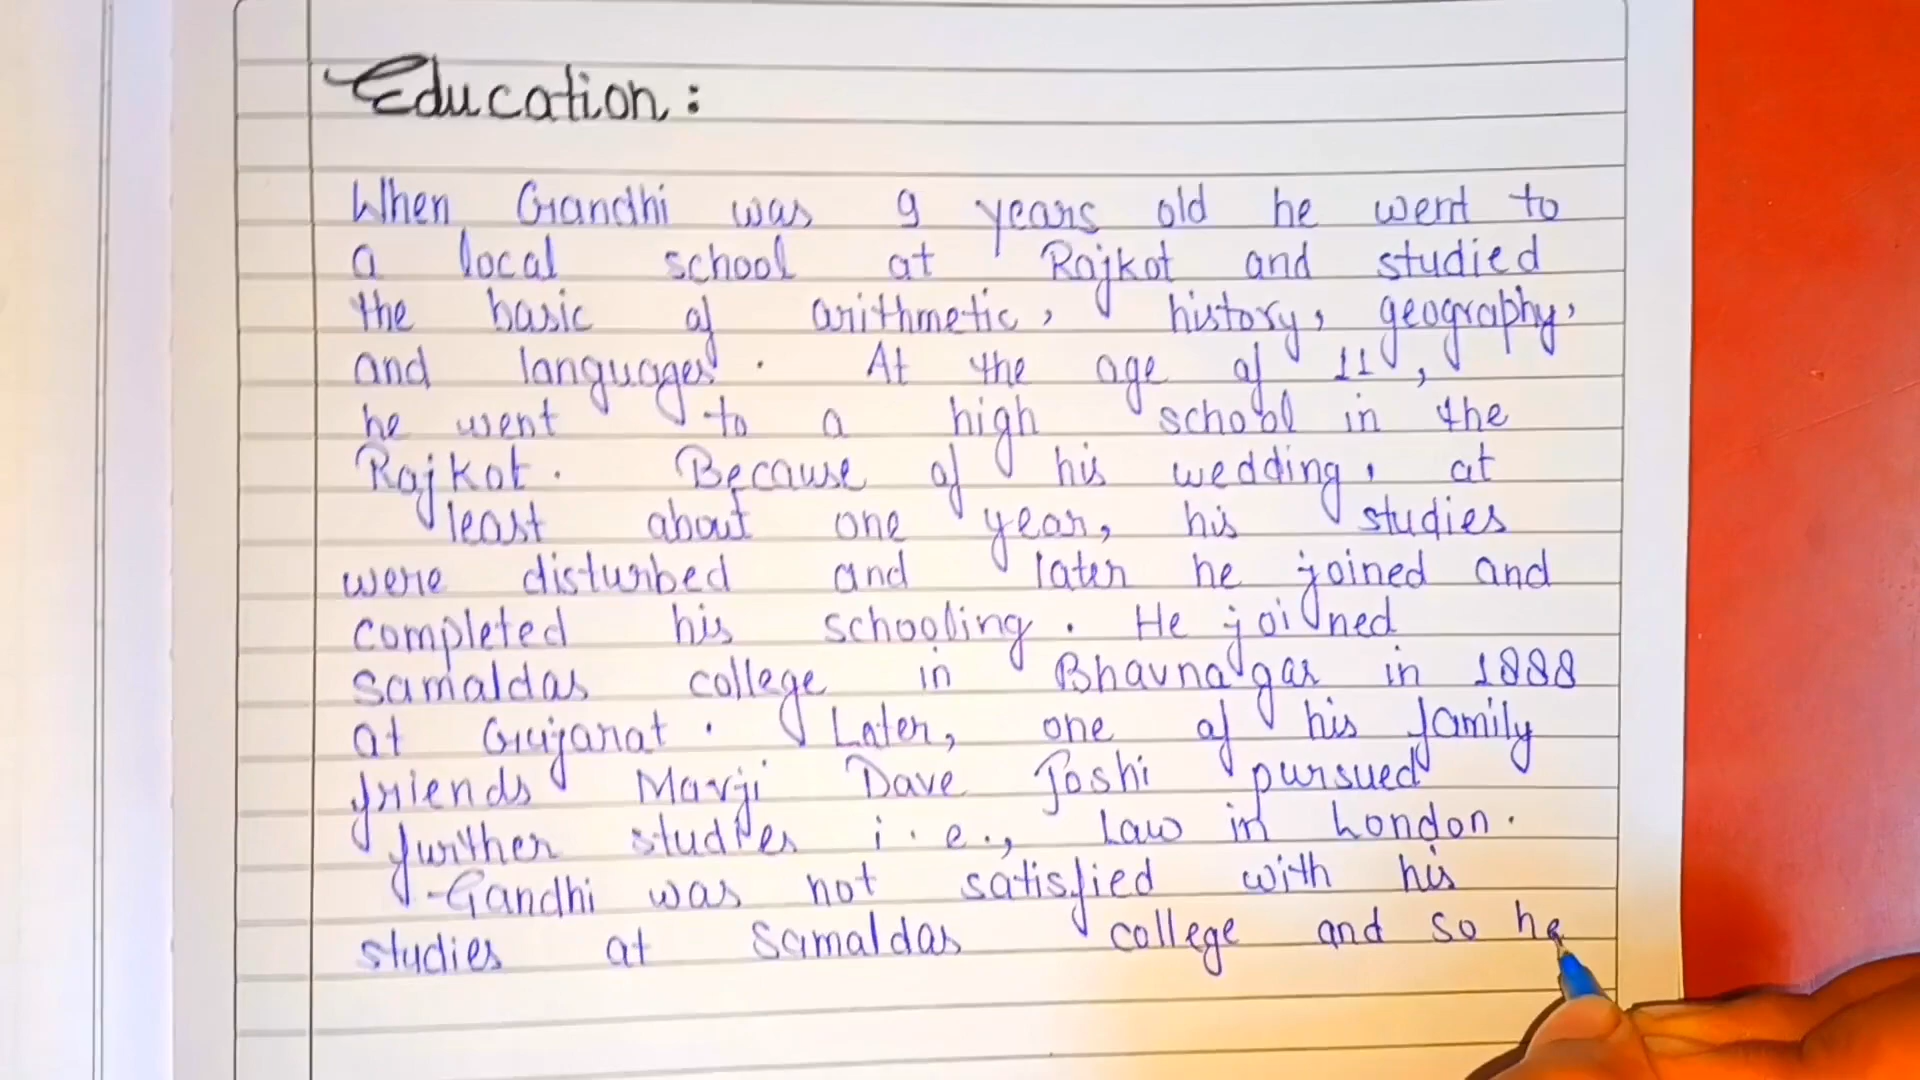 Education:
When Gandhi was 9 years old he went to
a local school at Rajkot and studied
the basic of arithmetic, history, geography,
and languages. At the age of 11,
he went to a high school in the
Rajkot. Because of his wedding, at
least about one year, his studies
were disturbed and later he joined and
completed his schooling. He joined
samaldas college in Bhavnagar in 1888
at Gujarat. Later, one of his family
friends Mavji Dave Joshi pursued
further studies i.e., Law in London.
Gandhi was not satisfied with his
studies at Samaldas college and so he